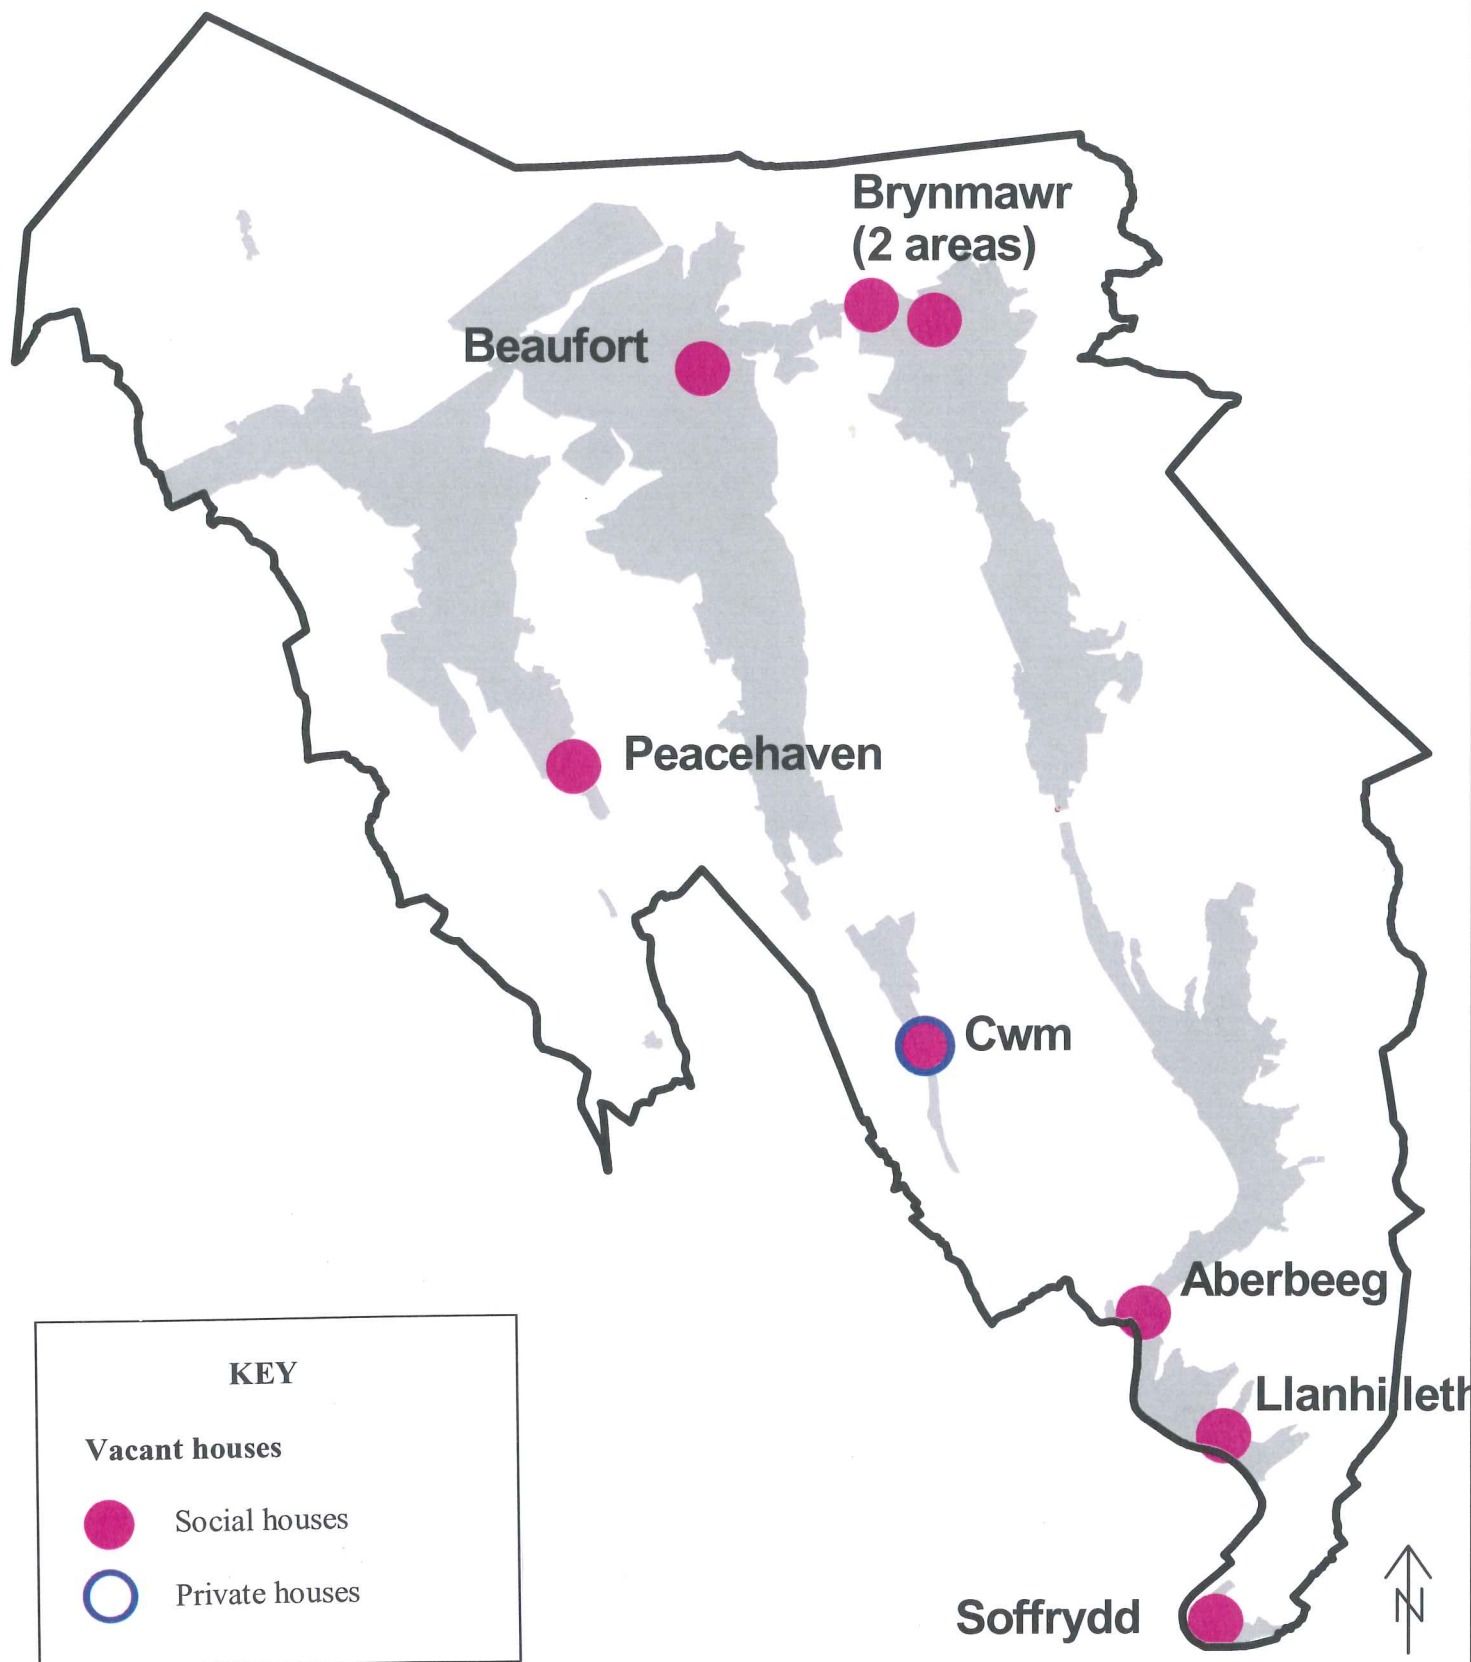 Brynmawr
(2 areas)
Beaufort
Peacehaven
Cwm
Aberbeeg
Llanhilleth
KEY
Vacant houses
Social houses
Private houses
Soffrydd
N